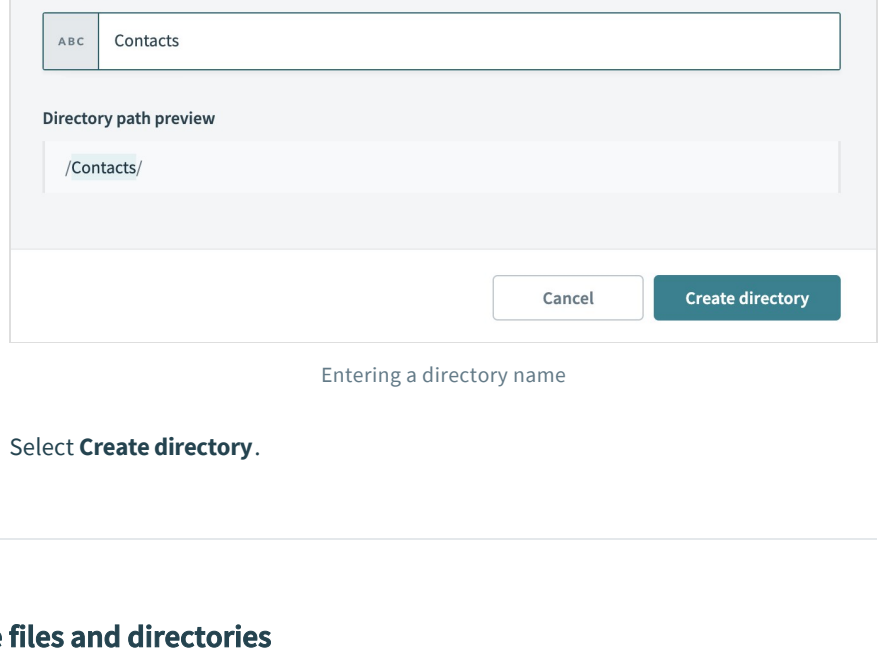 ABC Contacts
Directory path preview
/Contacts/
Cancel Create directory
Entering a directory name
Select Create directory.
files and directories